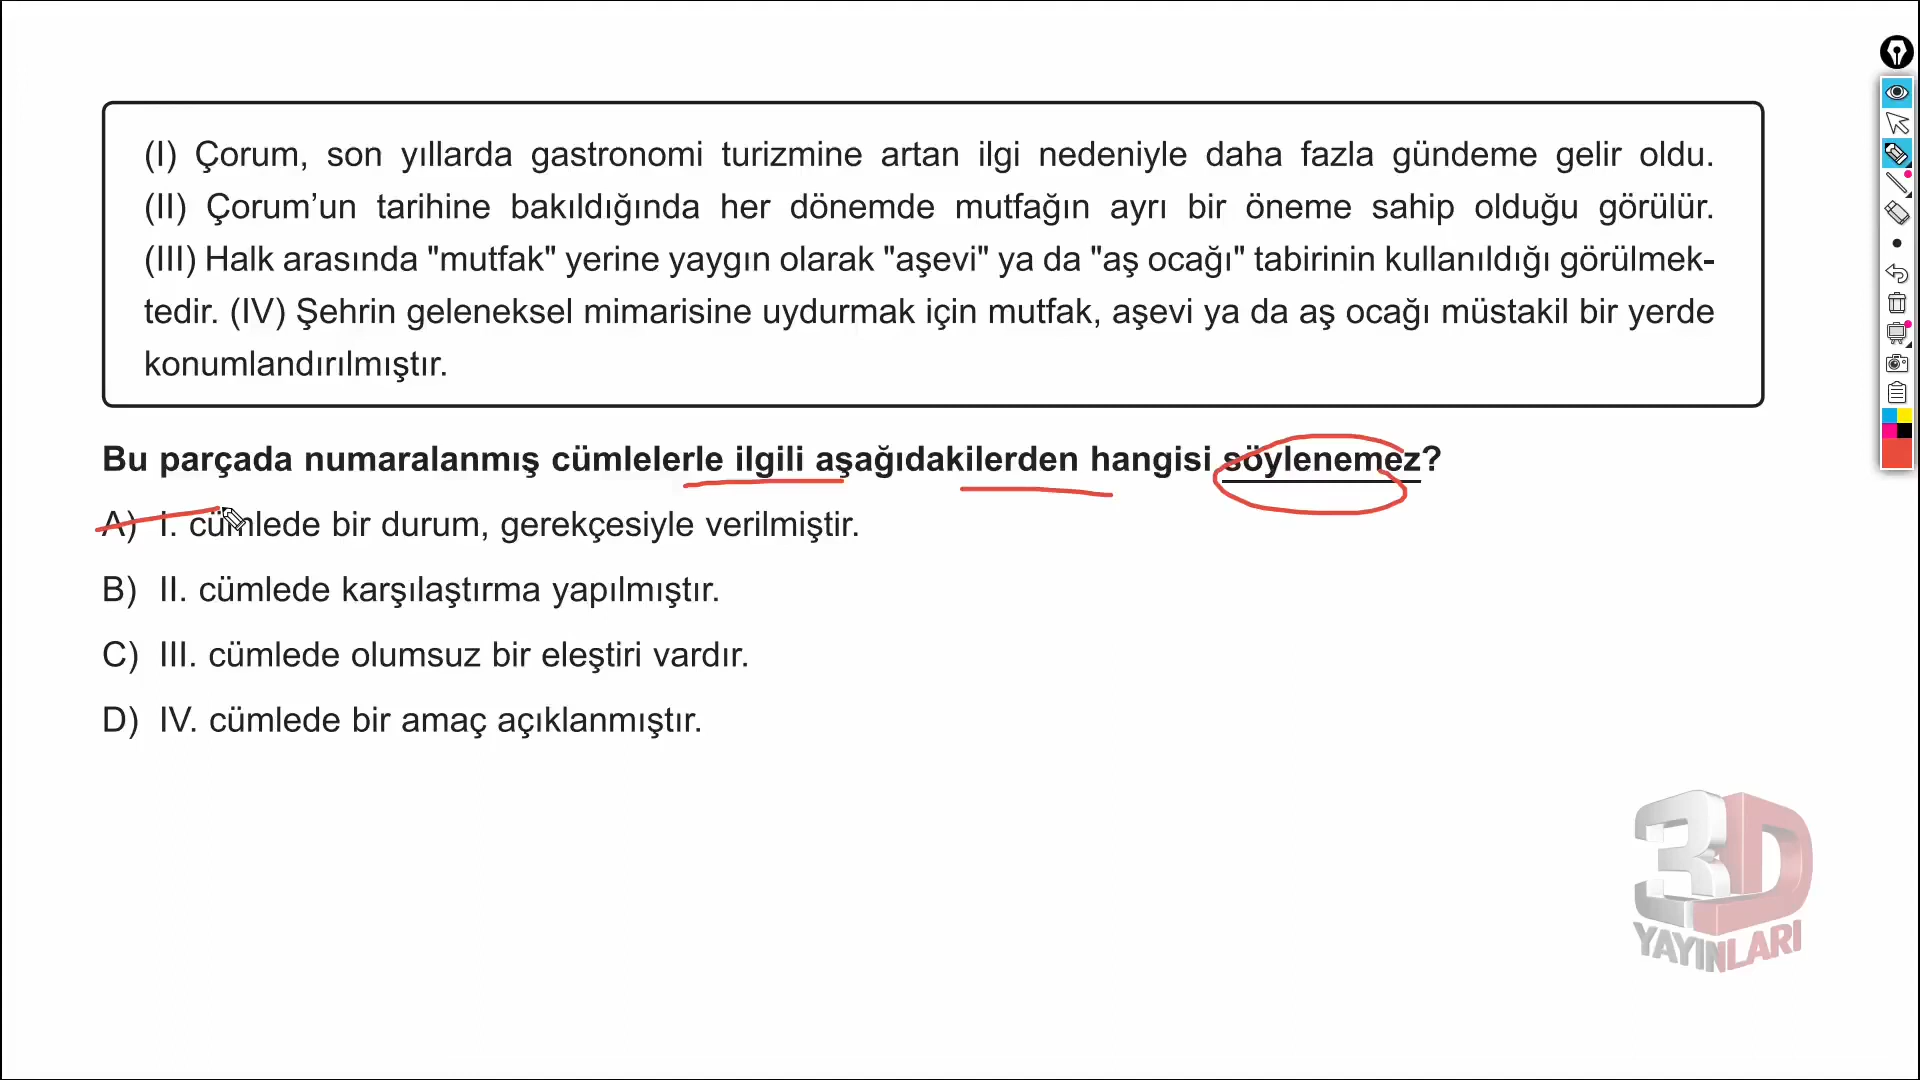 (I) Çorum, son yıllarda gastronomi turizmine artan ilgi nedeniyle daha fazla gündeme gelir oldu.
(II) Çorum’un tarihine bakıldığında her dönemde mutfağın ayrı bir öneme sahip olduğu görülür.
(III) Halk arasında "mutfak" yerine yaygın olarak "aşevi" ya da "aş ocağı" tabirinin kullanıldığı görülmek-
tedir. (IV) Şehrin geleneksel mimarisine uydurmak için mutfak, aşevi ya da aş ocağı müstakil bir yerde
konumlandırılmıştır.
Bu parçada numaralanmış cümlelerle ilgili aşağıdakilerden hangisi söylenemez?
A) I. cümlede bir durum, gerekçesiyle verilmiştir.
B) II. cümlede karşılaştırma yapılmıştır.
C) III. cümlede olumsuz bir eleştiri vardır.
D) IV. cümlede bir amaç açıklanmıştır.
3D
YAYINLARI